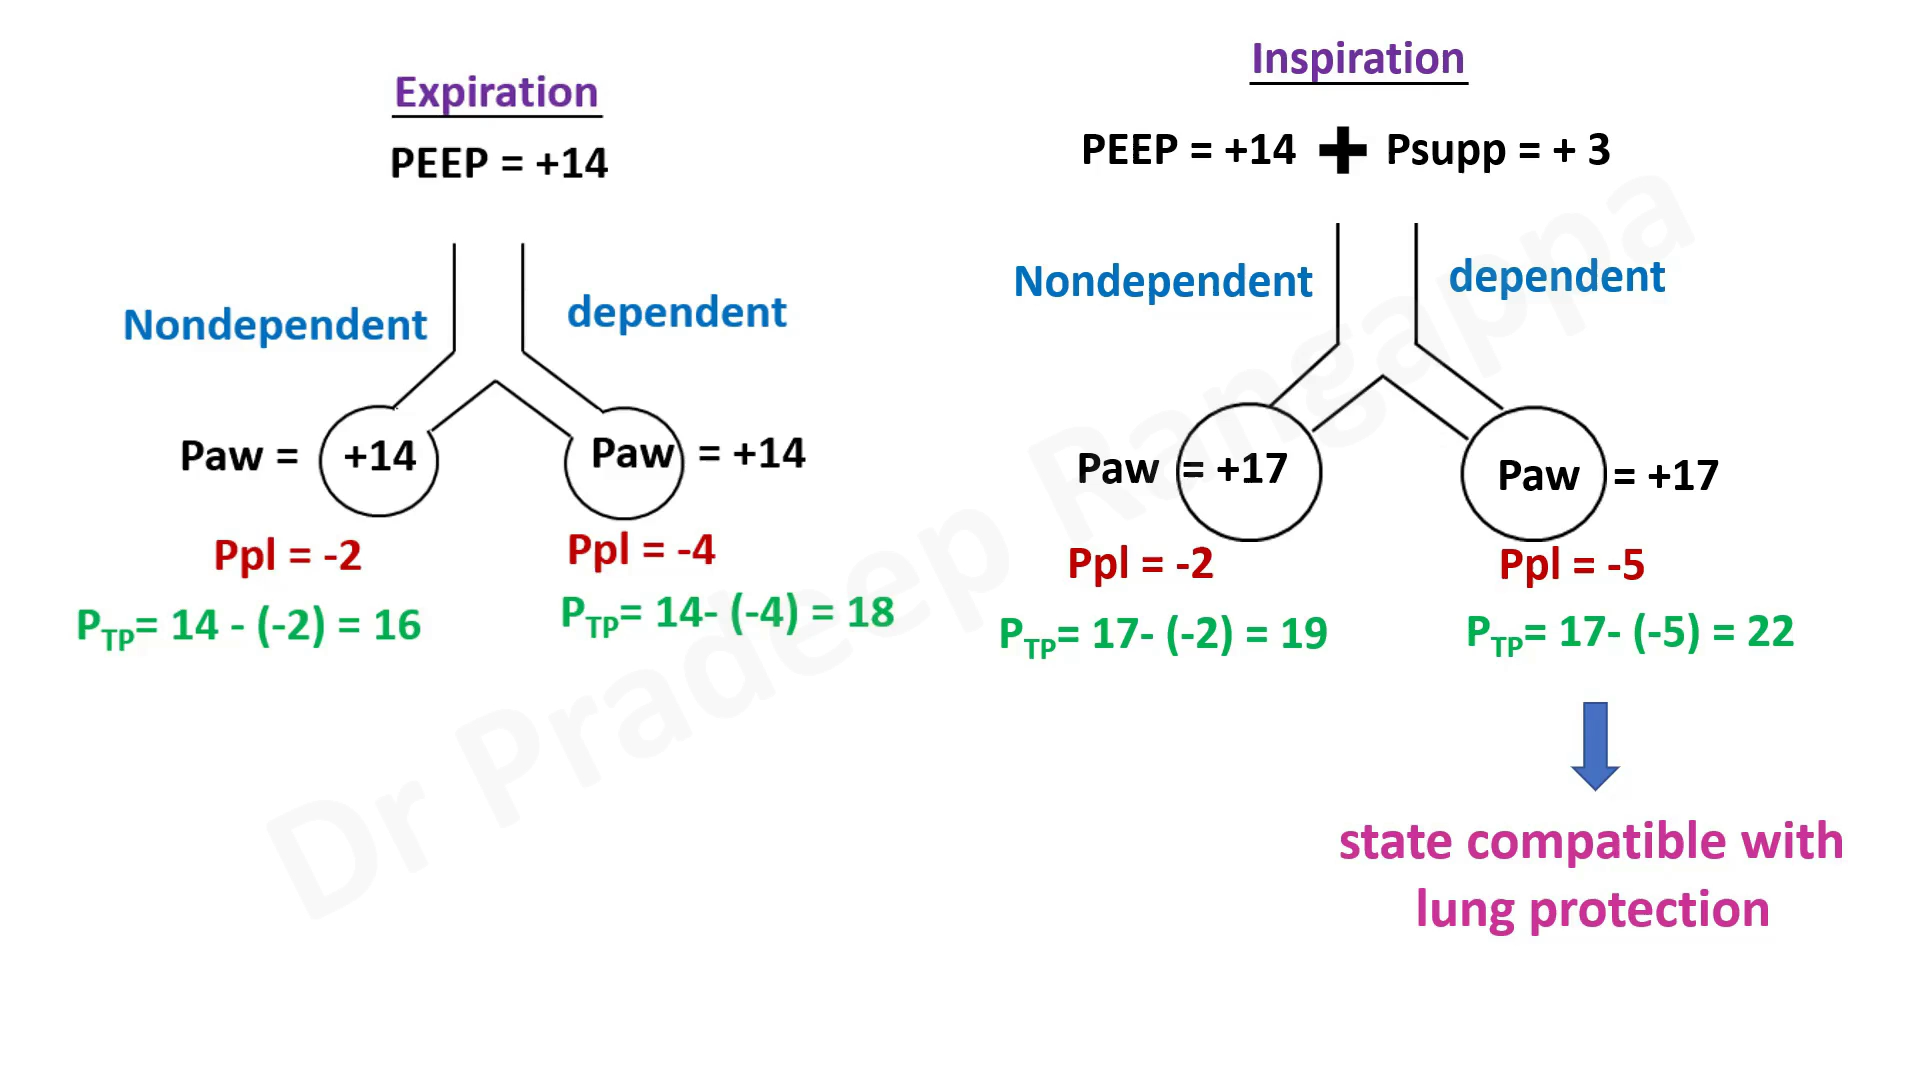 Expiration
PEEP = +14
Nondependent
dependent
Paw = +14
Paw = +14
Ppl = -2
Ppl = -4
PTP= 14 - (-2) = 16
PTP= 14- (-4) = 18
Inspiration
PEEP = +14 + Psupp = + 3
Nondependent
dependent
Paw = +17
Paw = +17
Ppl = -2
Ppl = -5
PTP= 17- (-2) = 19
PTP= 17- (-5) = 22
state compatible with
lung protection
Dr Pradeep Rangappa